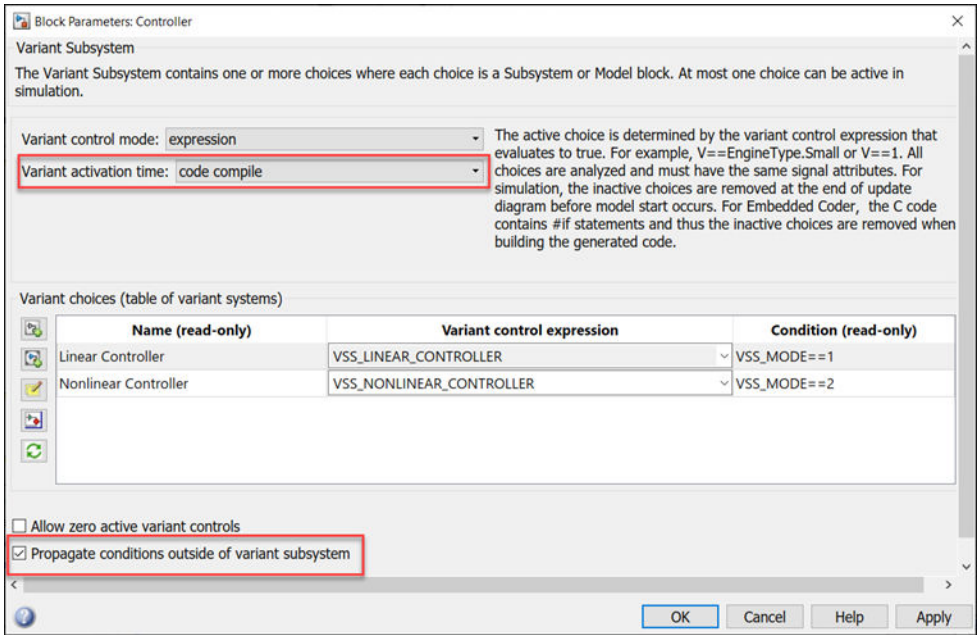 Block Parameters: Controller
Variant Subsystem
The Variant Subsystem contains one or more choices where each choice is a Subsystem or Model block. At most one choice can be active in
simulation.
Variant control mode: expression
Variant activation time: code compile
The active choice is determined by the variant control expression that
evaluates to true. For example, V==EngineType.Small or V==1. All
choices are analyzed and must have the same signal attributes. For
simulation, the inactive choices are removed at the end of update
diagram before model start occurs. For Embedded Coder, the C code
contains #if statements and thus the inactive choices are removed when
building the generated code.
Variant choices (table of variant systems)
Name (read-only) Variant control expression Condition (read-only)
Linear Controller VSS_LINEAR_CONTROLLER VSS_MODE==1
Nonlinear Controller VSS_NONLINEAR_CONTROLLER VSS_MODE==2
Allow zero active variant controls
Propagate conditions outside of variant subsystem
OK Cancel Help Apply